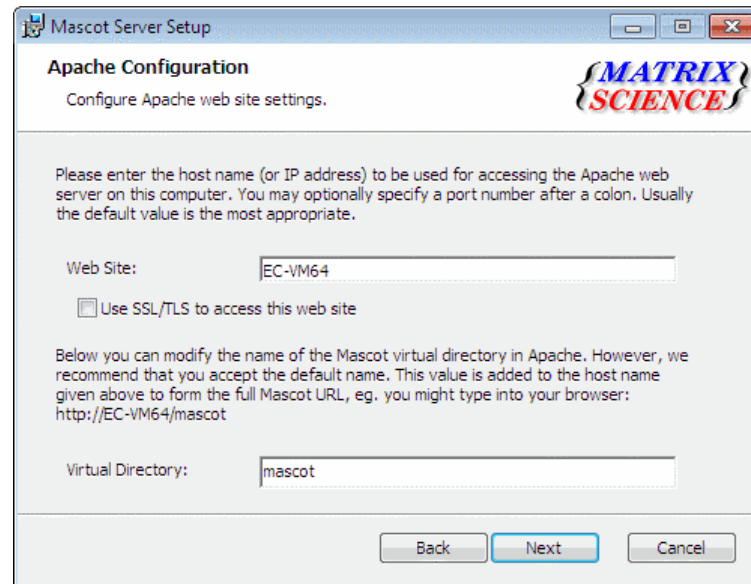 Mascot Server Setup
Apache Configuration
Configure Apache web site settings.
MATRIX
SCIENCE
Please enter the host name (or IP address) to be used for accessing the Apache web
server on this computer. You may optionally specify a port number after a colon. Usually
the default value is the most appropriate.
Web Site:
EC-VM64
Use SSL/TLS to access this web site
Below you can modify the name of the Mascot virtual directory in Apache. However, we
recommend that you accept the default name. This value is added to the host name
given above to form the full Mascot URL, eg. you might type into your browser:
http://EC-VM64/mascot
Virtual Directory:
mascot
Back
Next
Cancel